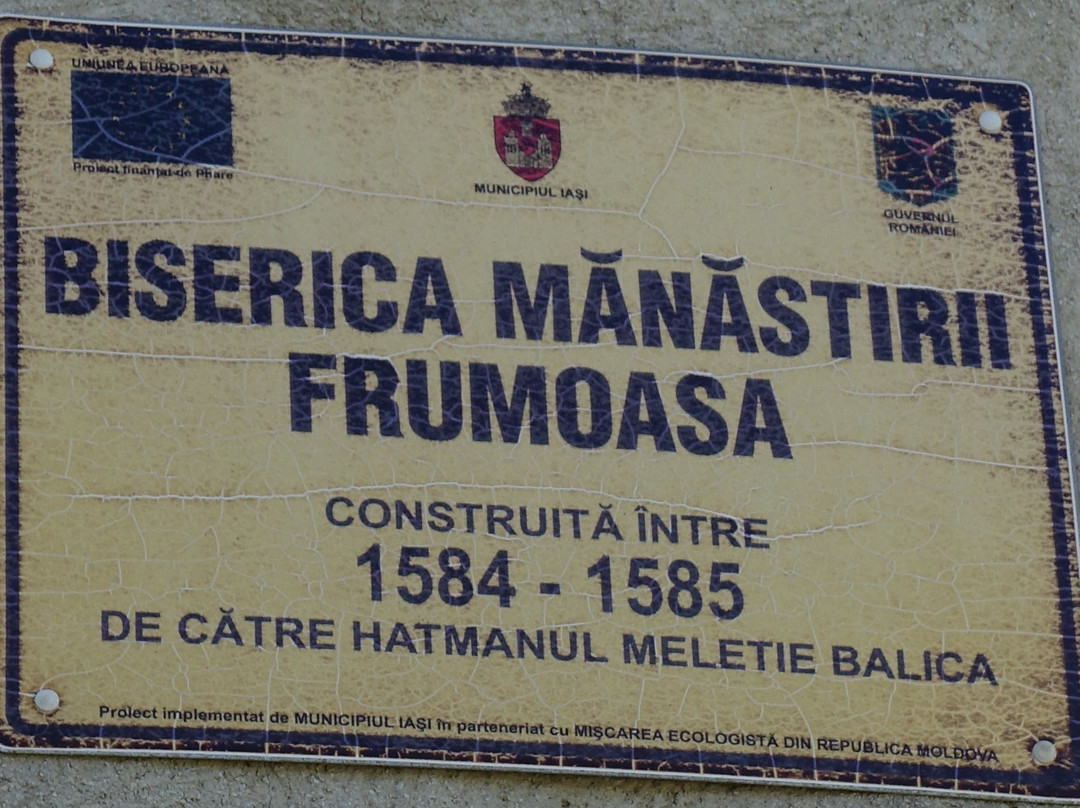 UNIUNEA EUROPEANA
Proiect finanțat de Phare
MUNICIPIUL IAȘI
GUVERNUL
ROMÂNIEI
BISERICA MĂNĂSTIRII
FRUMOASA
CONSTRUITĂ ÎNTRE
1584 - 1585
DE CĂTRE HATMANUL MELETIE BALICA
Proiect implementat de MUNICIPIUL IAȘI în parteneriat cu MIȘCAREA ECOLOGISTĂ DIN REPUBLICA MOLDOVA